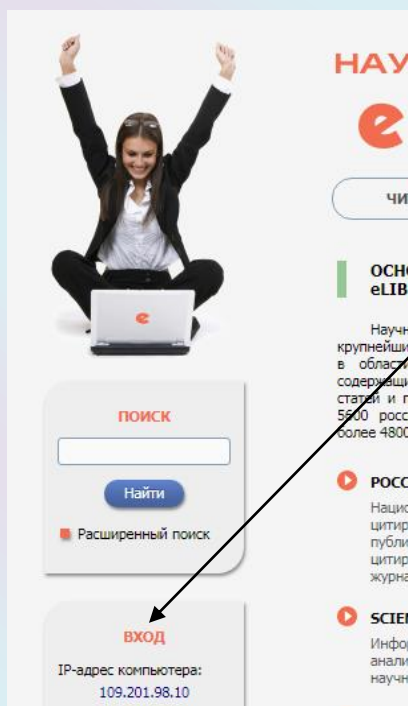 НАУ
e
ЧИ
ОСНО
eLIB
Научн
крупнейши
в области
содержащи
статей и п
5600 росс
более 4800
РОСС
Нацио
цитир
публи
цитир
журна
SCIEN
Инфор
анали
научн
e
ПОИСК
Найти
Расширенный поиск
ВХОД
IP-адрес компьютера:
109.201.98.10